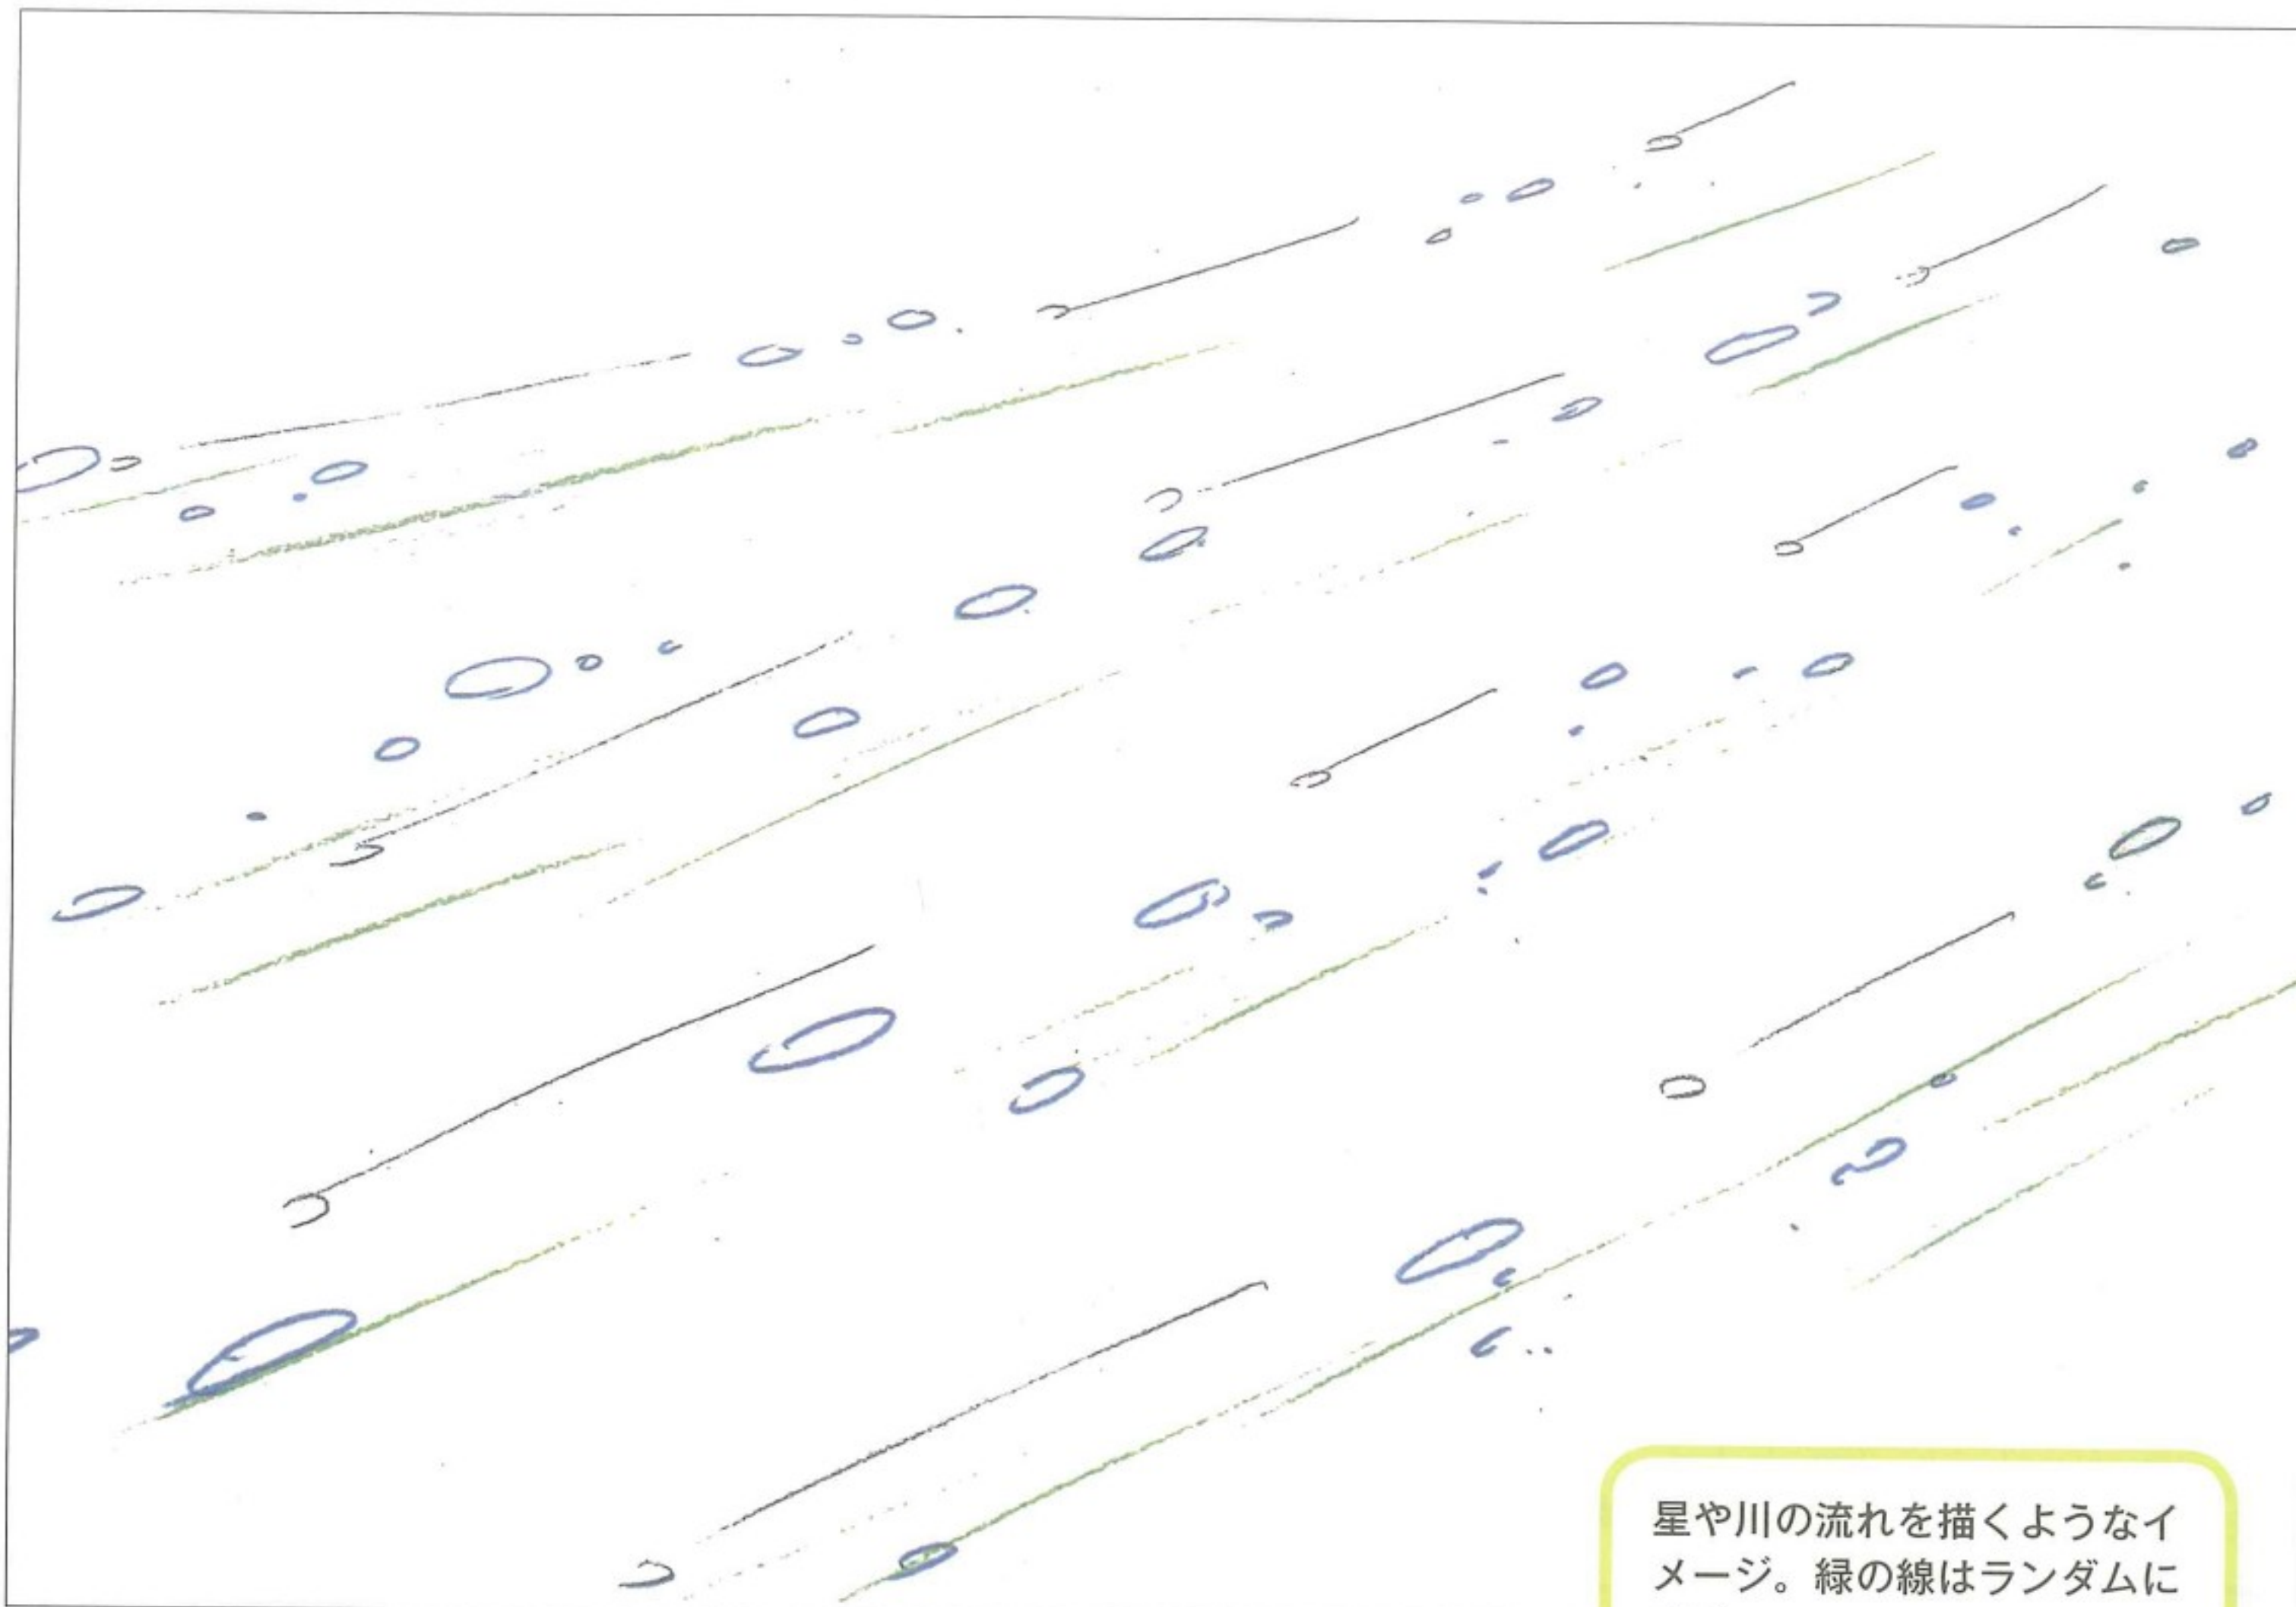 星や川の流れを描くようなイ
メージ。緑の線はランダムに